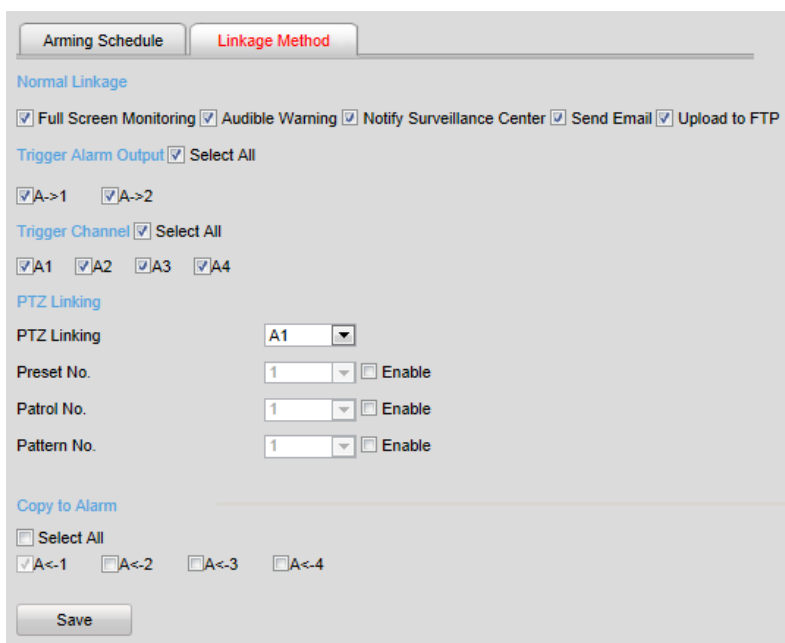 Arming Schedule Linkage Method
Normal Linkage
Full Screen Monitoring Audible Warning Notify Surveillance Center Send Email Upload to FTP
Trigger Alarm Output Select All
A->1 A->2
Trigger Channel Select All
A1 A2 A3 A4
PTZ Linking
PTZ Linking A1
Preset No. 1 Enable
Patrol No. 1 Enable
Pattern No. 1 Enable
Copy to Alarm
Select All
A<-1 A<-2 A<-3 A<-4
Save